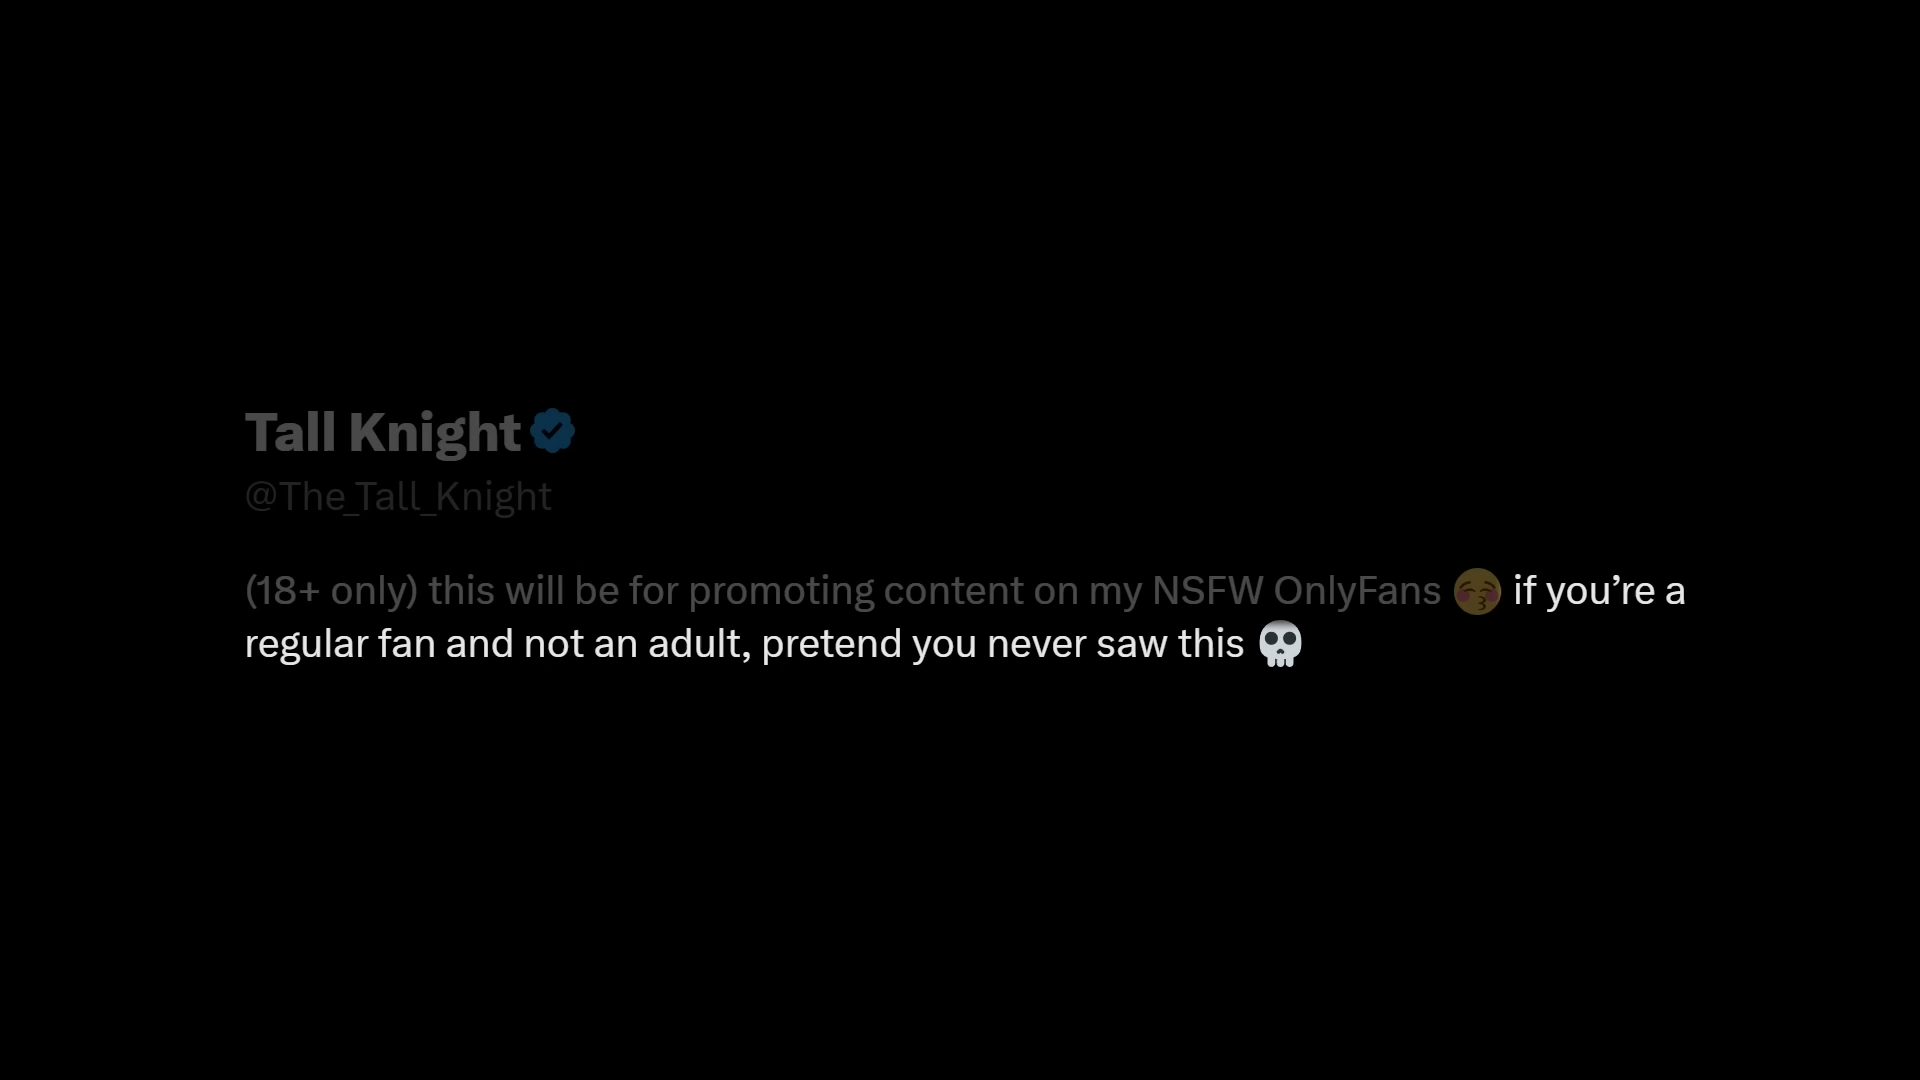 Tall Knight
@The_Tall_Knight
(18+ only) this will be for promoting content on my NSFW OnlyFans 😚 if you’re a
regular fan and not an adult, pretend you never saw this 💀